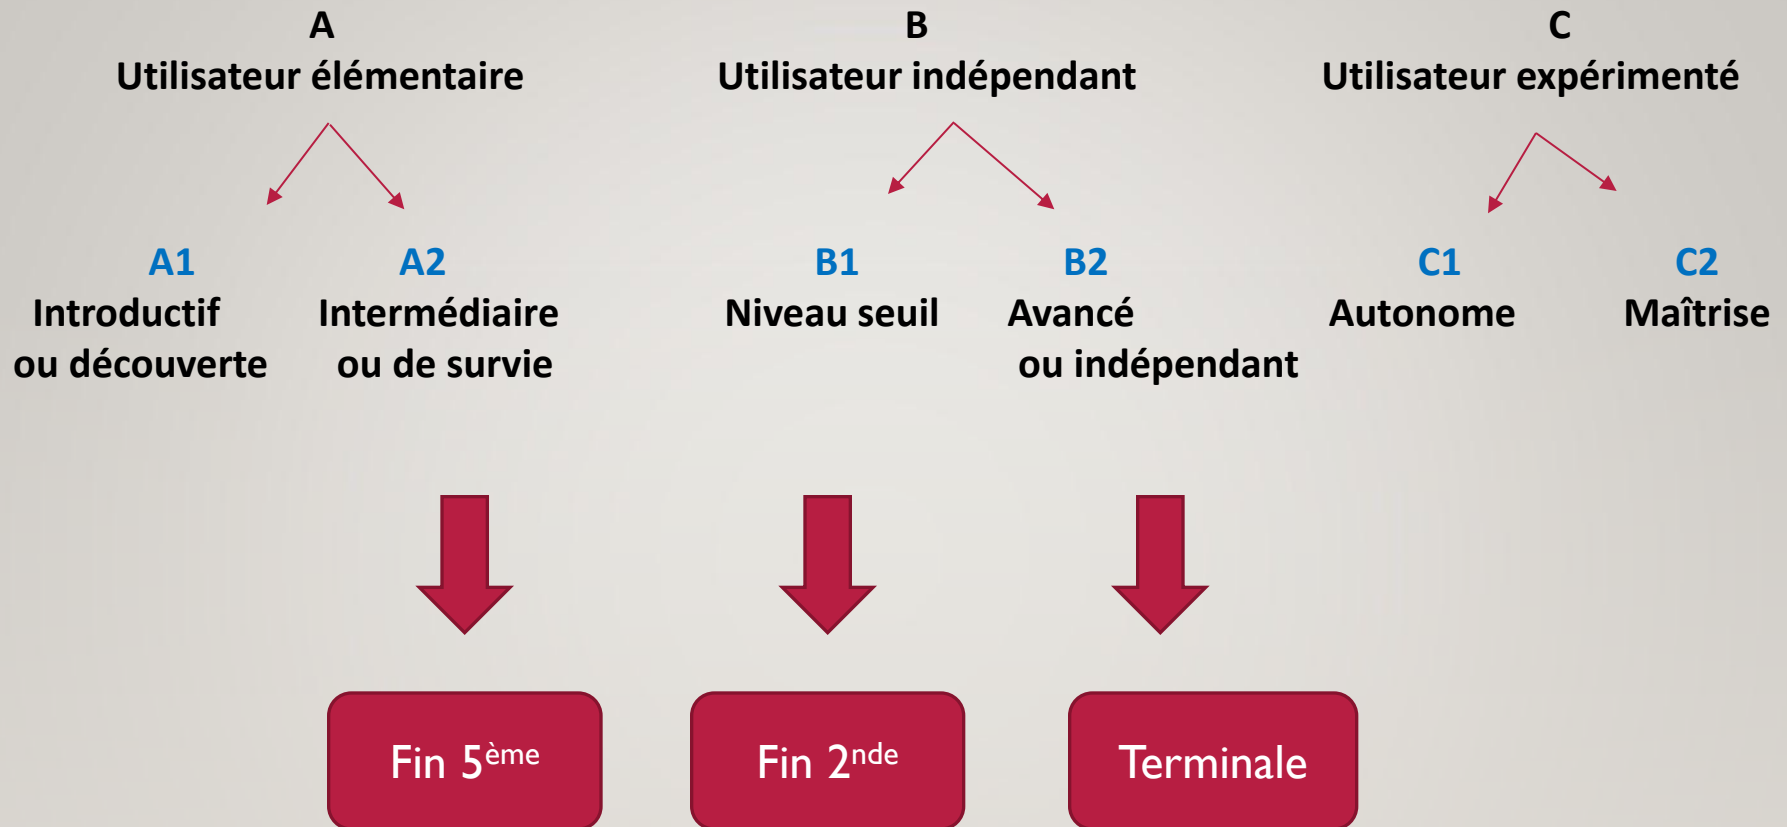 A
Utilisateur élémentaire
B
Utilisateur indépendant
C
Utilisateur expérimenté
A1
Introductif
ou découverte
A2
Intermédiaire
ou de survie
B1
Niveau seuil
B2
Avancé
ou indépendant
C1
Autonome
C2
Maîtrise
Fin 5ème
Fin 2nde
Terminale